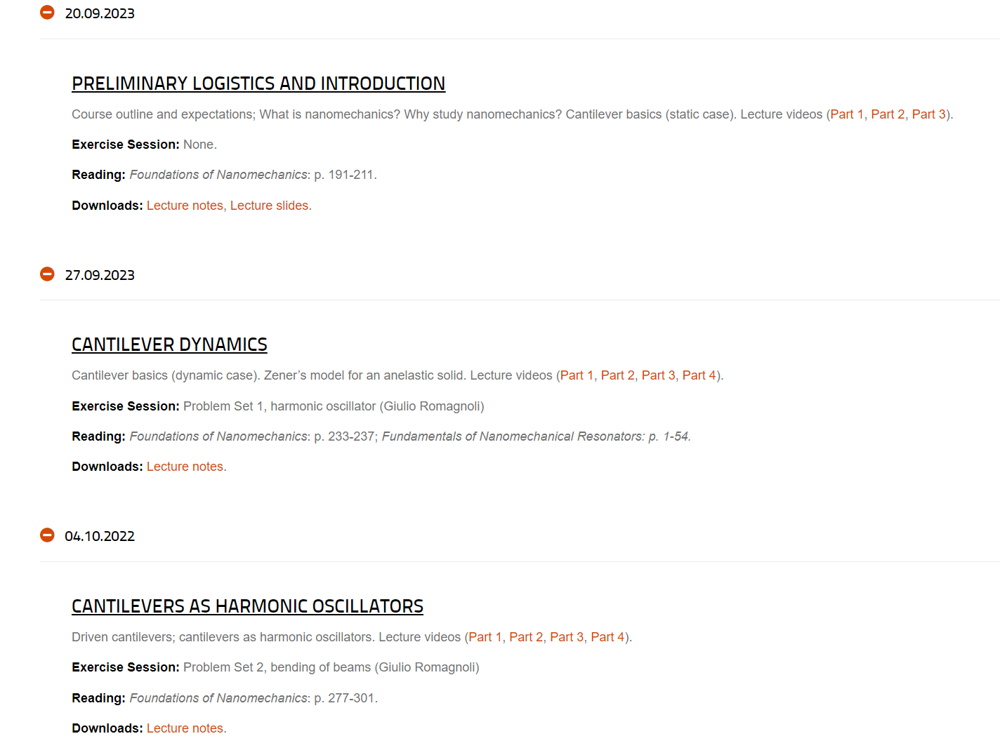 20.09.2023
PRELIMINARY LOGISTICS AND INTRODUCTION
Course outline and expectations; What is nanomechanics? Why study nanomechanics? Cantilever basics (static case). Lecture videos (Part 1, Part 2, Part 3).
Exercise Session: None.
Reading: Foundations of Nanomechanics: p. 191-211.
Downloads: Lecture notes, Lecture slides.
27.09.2023
CANTILEVER DYNAMICS
Cantilever basics (dynamic case). Zener’s model for an anelastic solid. Lecture videos (Part 1, Part 2, Part 3, Part 4).
Exercise Session: Problem Set 1, harmonic oscillator (Giulio Romagnoli)
Reading: Foundations of Nanomechanics: p. 233-237; Fundamentals of Nanomechanical Resonators: p. 1-54.
Downloads: Lecture notes.
04.10.2022
CANTILEVERS AS HARMONIC OSCILLATORS
Driven cantilevers; cantilevers as harmonic oscillators. Lecture videos (Part 1, Part 2, Part 3, Part 4).
Exercise Session: Problem Set 2, bending of beams (Giulio Romagnoli)
Reading: Foundations of Nanomechanics: p. 277-301.
Downloads: Lecture notes.